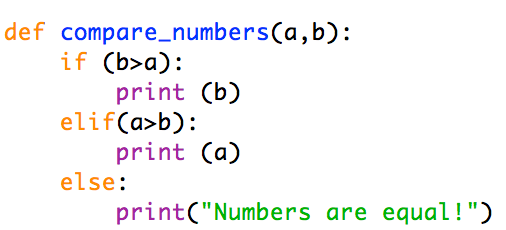 def compare_numbers(a,b):
    if (b>a):
        print (b)
    elif(a>b):
        print (a)
    else:
        print("Numbers are equal!")